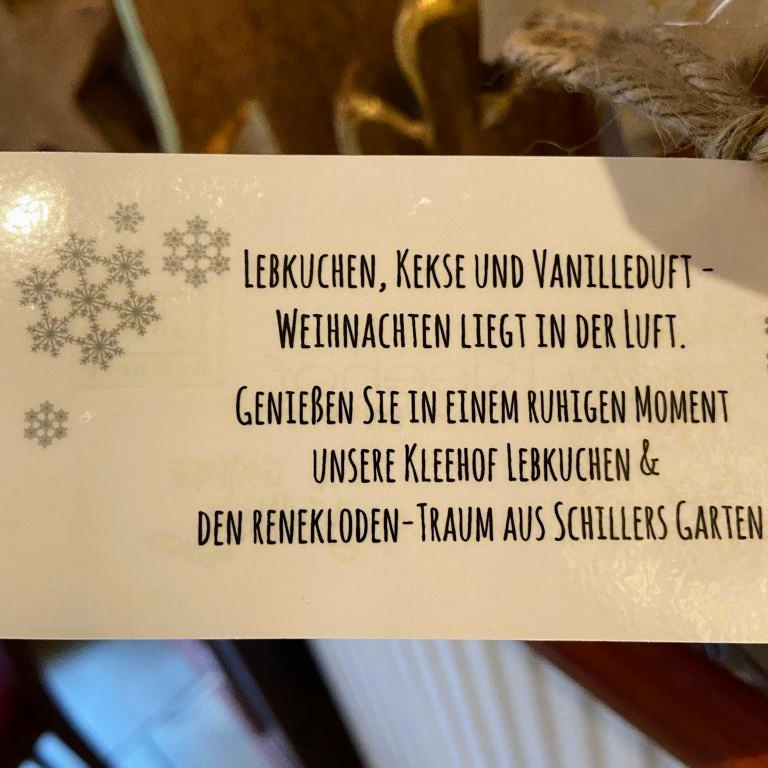 Lebkuchen, Kekse und Vanilleduft -
Weihnachten liegt in der Luft.
Genießen Sie in einem ruhigen Moment
unsere Kleehof Lebkuchen &
den renekloden-Traum aus Schillers Garten